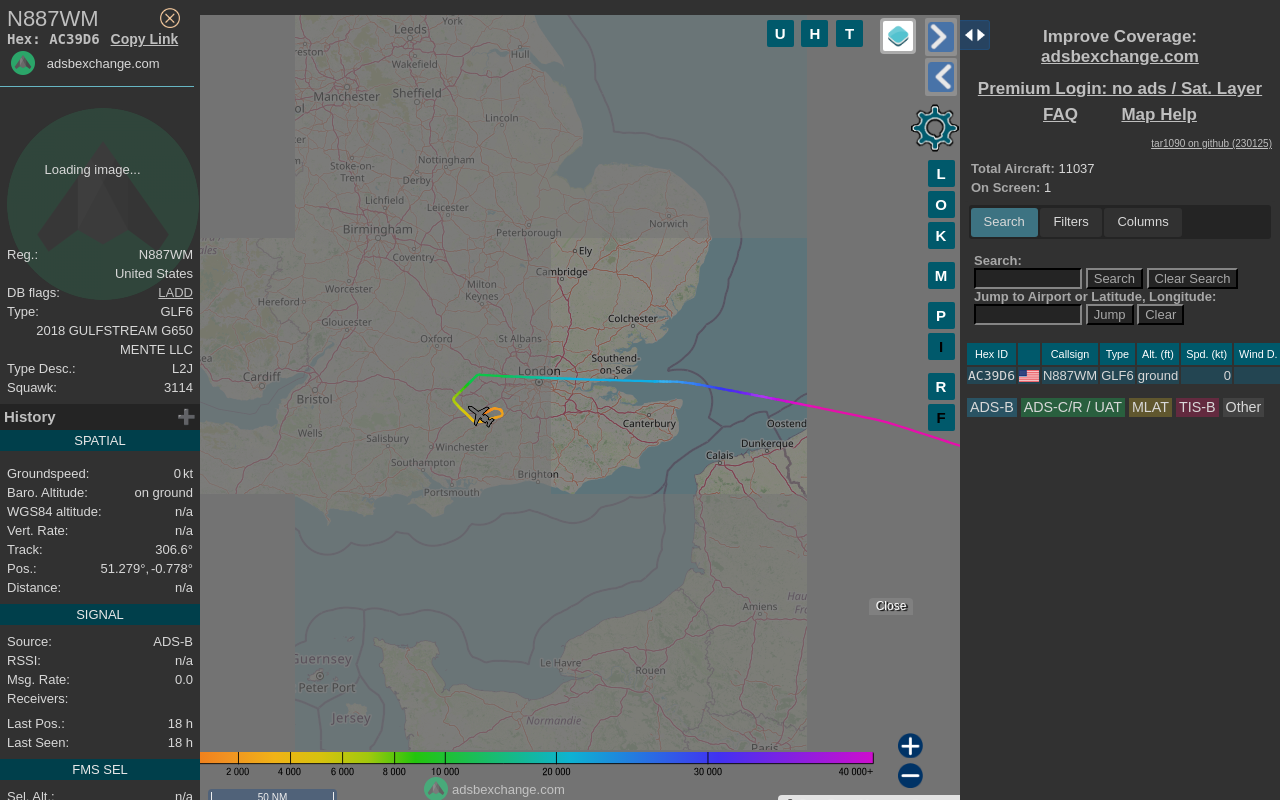 N887WM
Hex: AC39D6 Copy Link
adsbexchange.com
Loading image...
Reg.: N887WM
United States
DB flags: LADD
Type: GLF6
2018 GULFSTREAM G650
MENTE LLC
Type Desc.: L2J
Squawk: 3114
History
SPATIAL
Groundspeed: 0 kt
Baro. Altitude: on ground
WGS84 altitude: n/a
Vert. Rate: n/a
Track: 306.6°
Pos.: 51.279°, -0.778°
Distance: n/a
SIGNAL
Source: ADS-B
RSSI: n/a
Msg. Rate: 0.0
Receivers:
Last Pos.: 18 h
Last Seen: 18 h
FMS SEL
Sel. Alt.: n/a
U H T
L
O
K
M
P
I
R
F
York
Leeds
Preston
Hull
Wakefield
Manchester
Sheffield
Lincoln
Stoke-on-
Trent
Nottingham
Derby
Lichfield
Leicester
Norwich
Birmingham
Peterborough
Ely
Coventry
Cambridge
Worcester
Milton
Keynes
Hereford
Gloucester
Colchester
Oxford
St Albans
Southend-
on-Sea
London
Cardiff
Bristol
Canterbury
Oostend
Wells
Salisbury
Winchester
Dunkerque
Calais
Southampton
Brighton
Portsmouth
Amiens
Guernsey
Peter Port
Le Havre
Rouen
Jersey
Normandie
Paris
Close
2 000 4 000 6 000 8 000 10 000 20 000 30 000 40 000+
adsbexchange.com
50 NM
Improve Coverage:
adsbexchange.com
Premium Login: no ads / Sat. Layer
FAQ Map Help
tar1090 on github (230125)
Total Aircraft: 11037
On Screen: 1
Search Filters Columns
Search:
Search Clear Search
Jump to Airport or Latitude, Longitude:
Jump Clear
Hex ID Callsign Type Alt. (ft) Spd. (kt) Wind D.
AC39D6 N887WM GLF6 ground 0
ADS-B ADS-C/R / UAT MLAT TIS-B Other